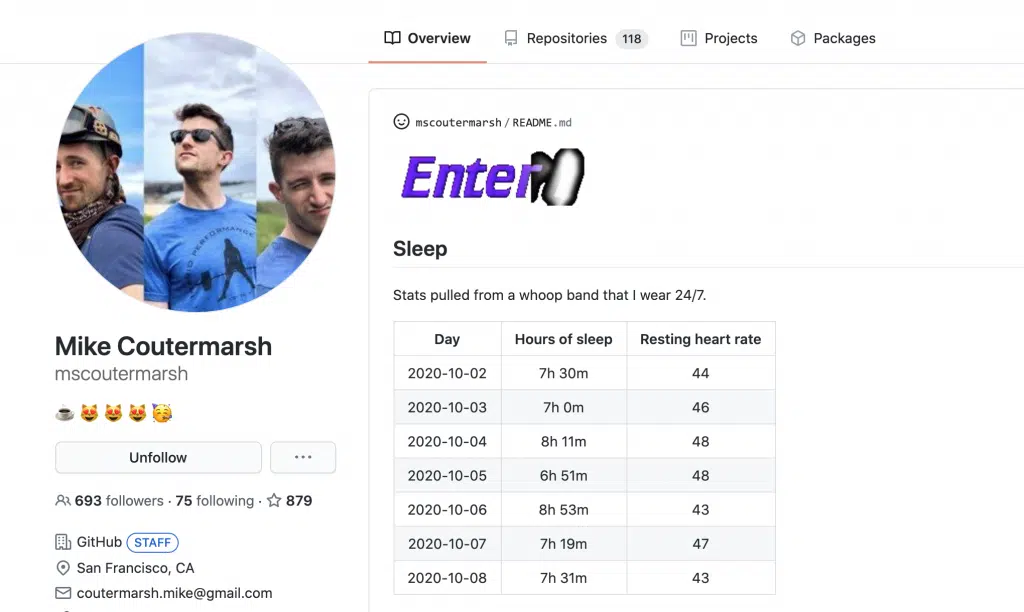 Overview Repositories 118 Projects Packages
mscoutermarsh/README.md
Enter
Sleep
Stats pulled from a whoop band that I wear 24/7.
Day Hours of sleep Resting heart rate
2020-10-02 7h 30m 44
2020-10-03 7h 0m 46
2020-10-04 8h 11m 48
2020-10-05 6h 51m 48
2020-10-06 8h 53m 43
2020-10-07 7h 19m 47
2020-10-08 7h 31m 43
PERFORMANCE
Mike Coutermarsh
mscoutermarsh
☕😻😻😻🥳
Unfollow ...
693 followers · 75 following · 879
GitHub STAFF
San Francisco, CA
coutermarsh.mike@gmail.com